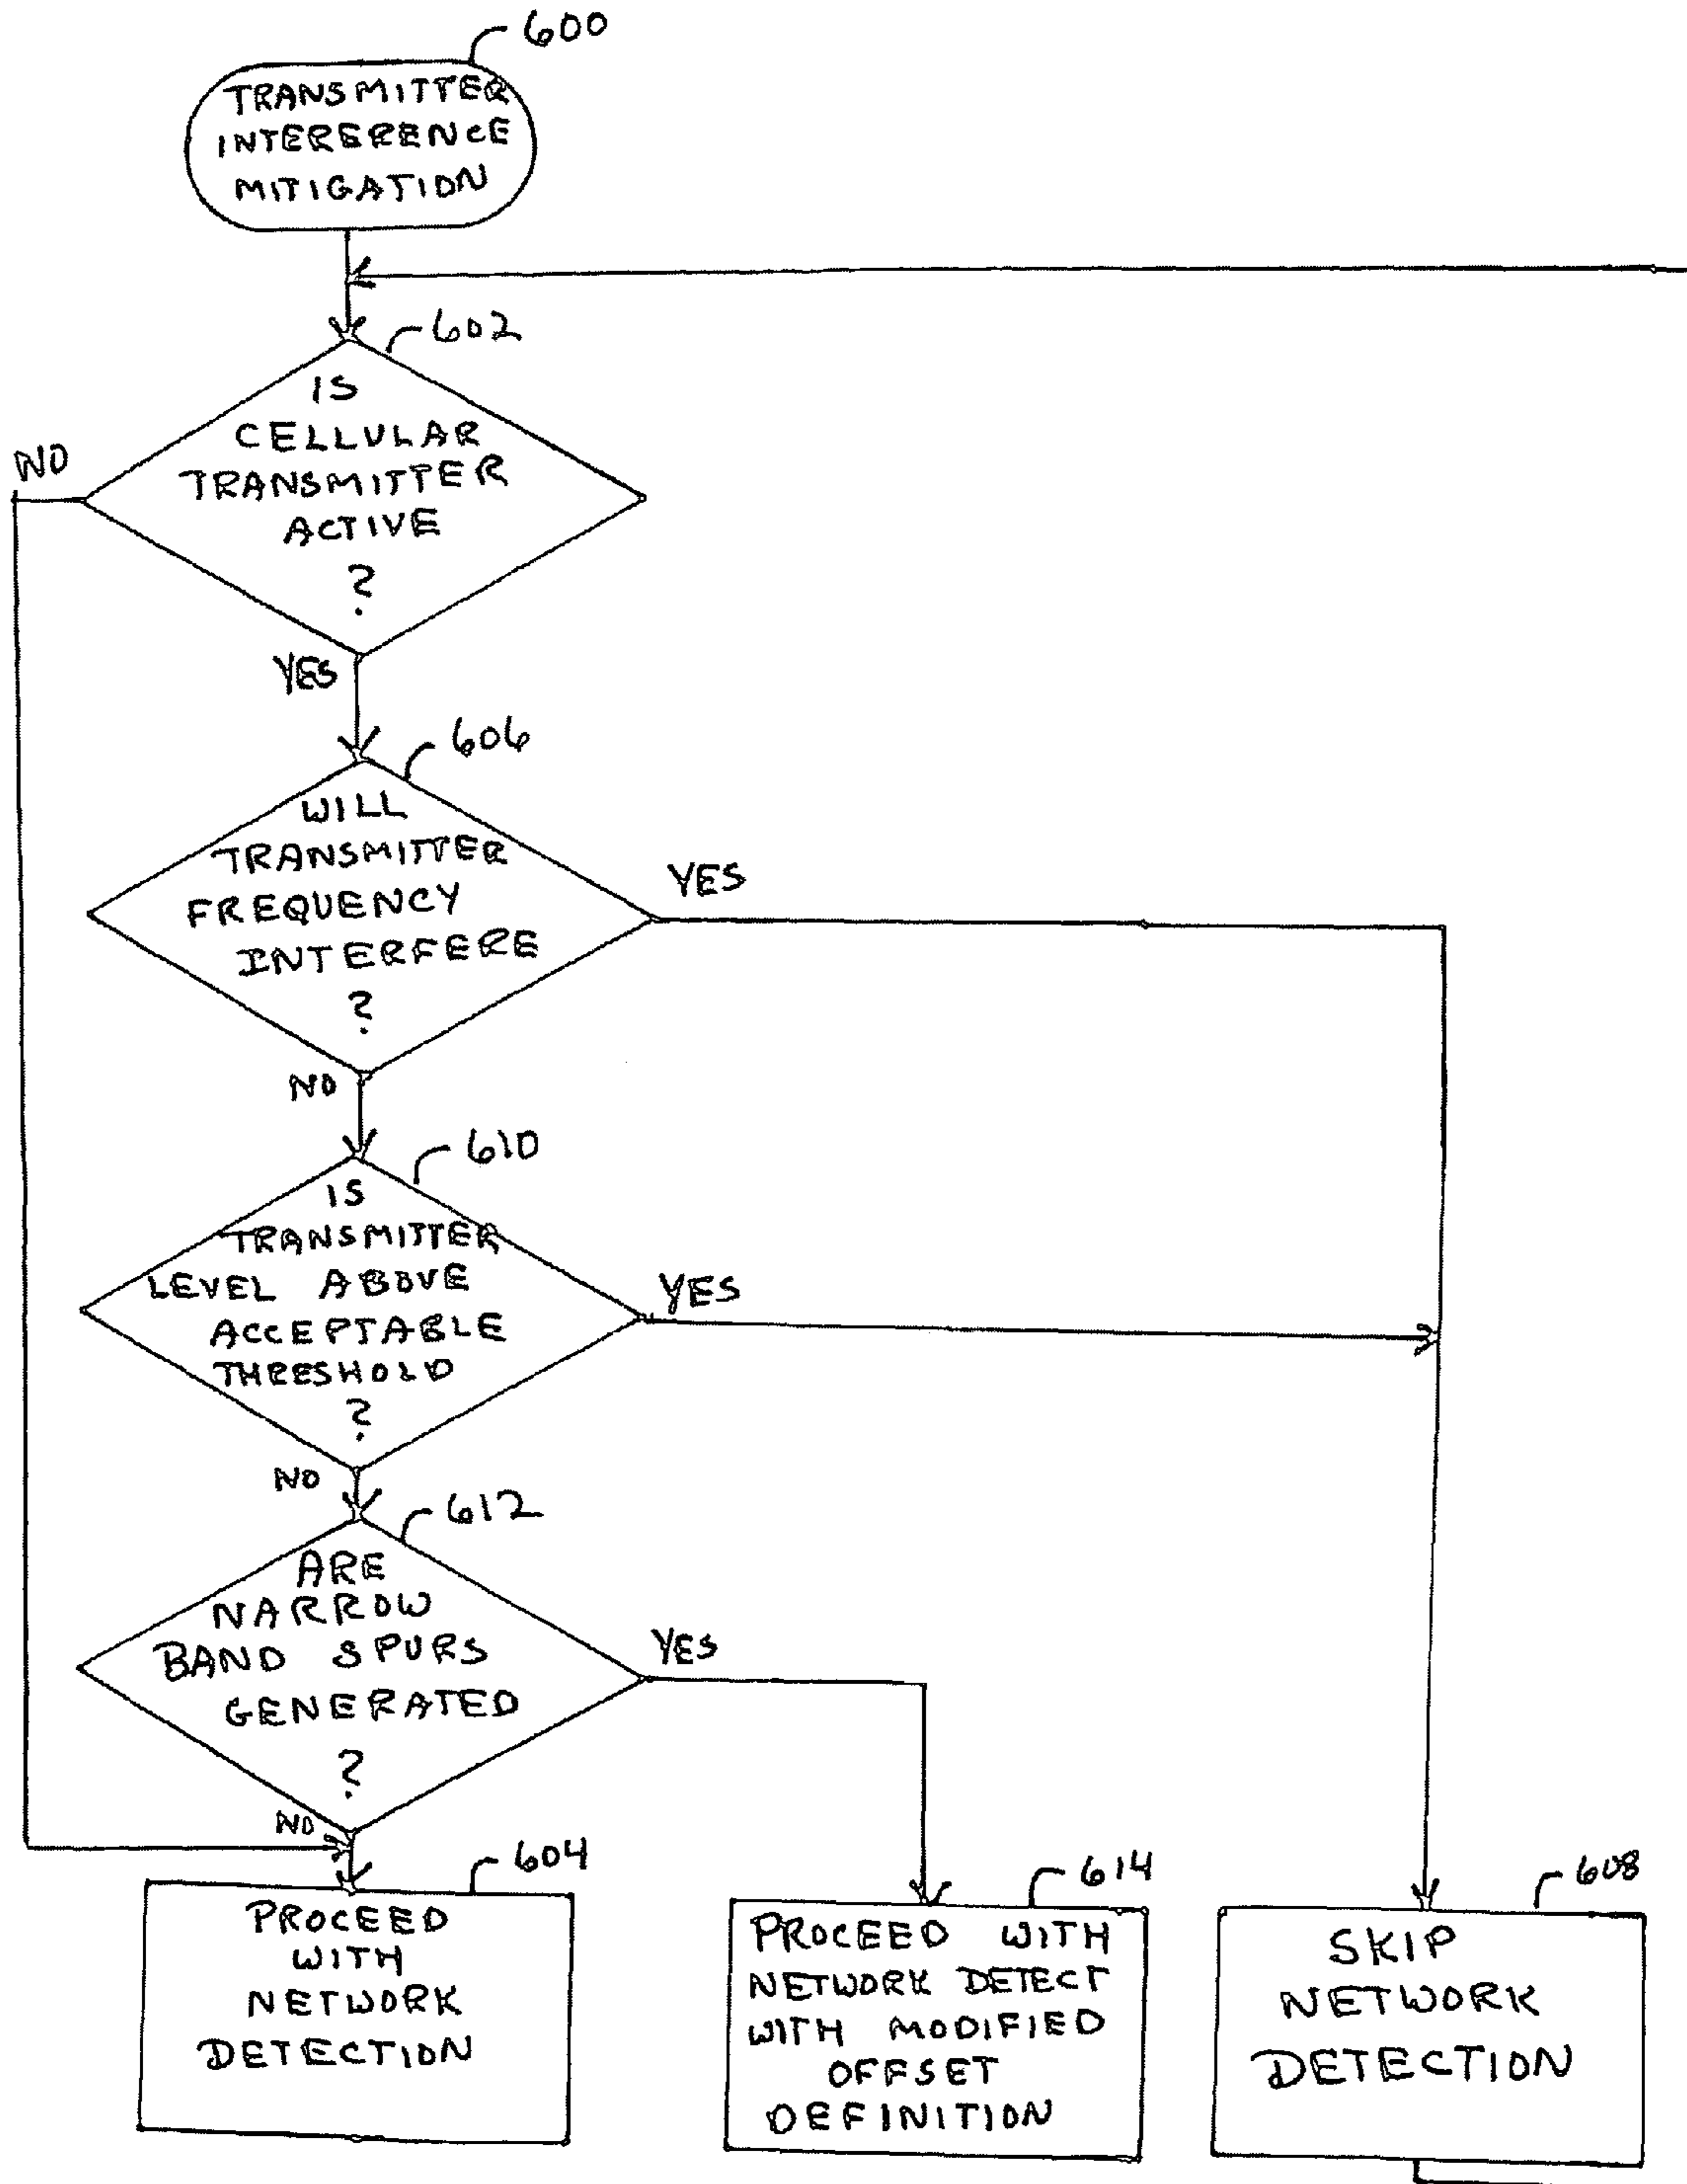 600
TRANSMITTER
INTERERENCE
MITIGATION
602
IS
CELLULAR
TRANSMITTER
ACTIVE
?
NO
YES
606
WILL
TRANSMITTER
FREQUENCY
INTERFERE
?
YES
NO
610
IS
TRANSMITTER
LEVEL ABOVE
ACCEPTABLE
THRESHOLD
?
YES
NO
612
ARE
NARROW
BAND SPURS
GENERATED
?
YES
NO
604
PROCEED
WITH
NETWORK
DETECTION
614
PROCEED WITH
NETWORK DETECT
WITH MODIFIED
OFFSET
DEFINITION
608
SKIP
NETWORK
DETECTION